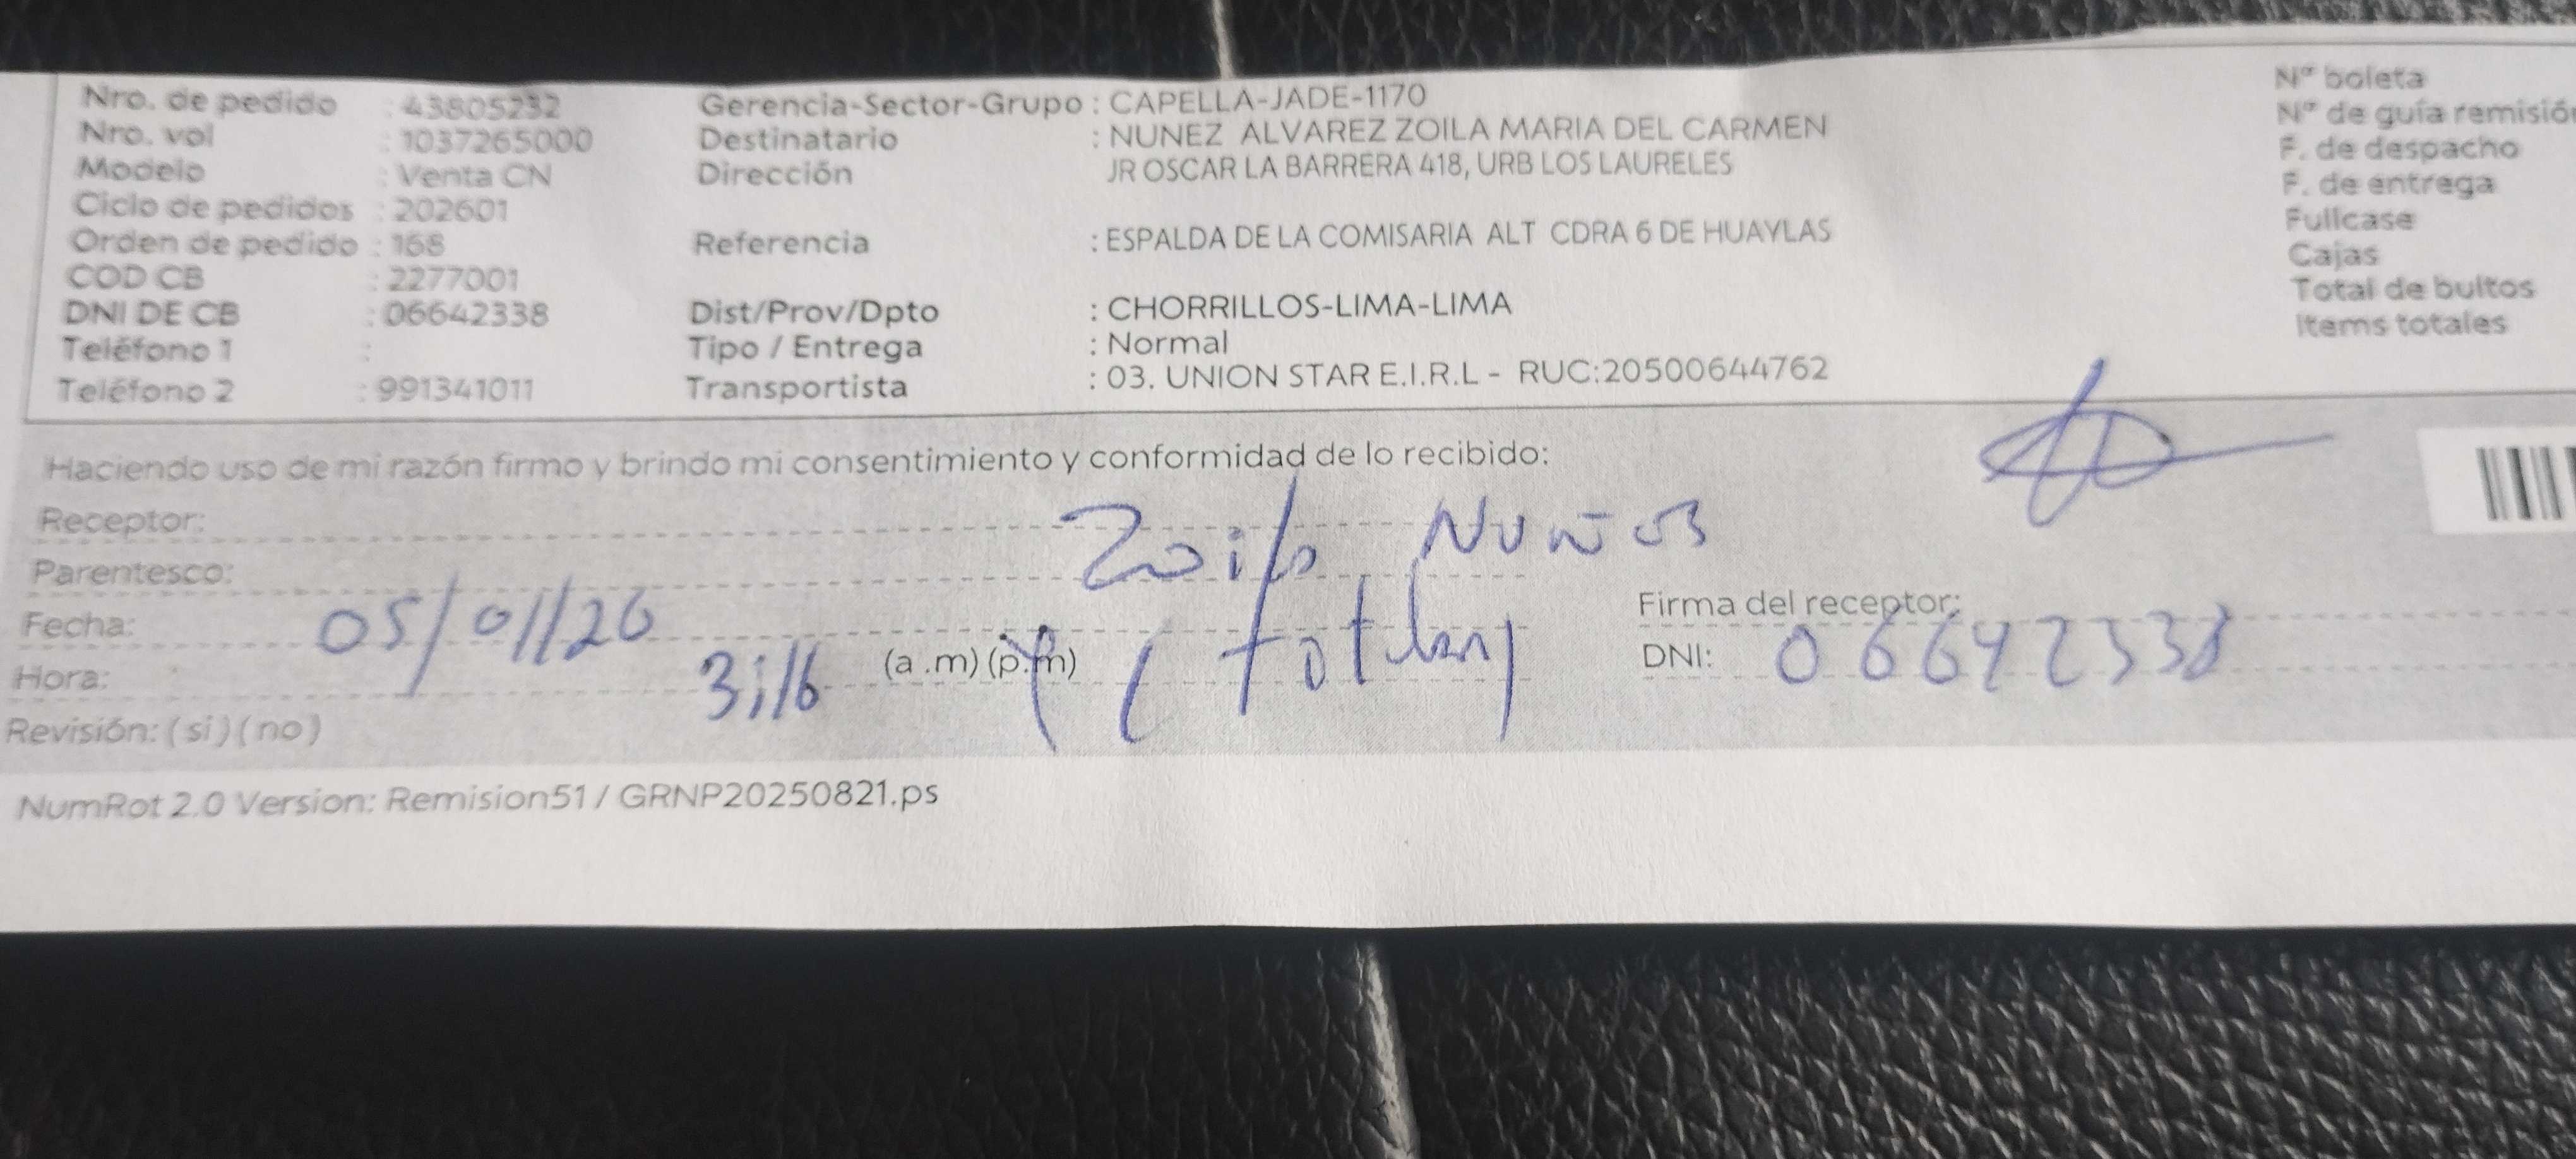 Nro. de pedido : 43805232 Gerencia-Sector-Grupo : CAPELLA-JADE-1170 Nº boleta
Nro. vol : 1037265000 Destinatario : NUNEZ ALVAREZ ZOILA MARIA DEL CARMEN Nº de guía remisión
Modelo : Venta CN Dirección JR OSCAR LA BARRERA 418, URB LOS LAURELES F. de despacho
Ciclo de pedidos : 202601 F. de entrega
Orden de pedido : 168 Referencia : ESPALDA DE LA COMISARIA ALT CDRA 6 DE HUAYLAS Fullcase
COD CB : 2277001 Cajas
DNI DE CB : 06642338 Dist/Prov/Dpto : CHORRILLOS-LIMA-LIMA Total de bultos
Teléfono 1 : Tipo / Entrega : Normal Items totales
Teléfono 2 : 991341011 Transportista : 03. UNION STAR E.I.R.L - RUC:20500644762
Haciendo uso de mi razón firmo y brindo mi consentimiento y conformidad de lo recibido:
Receptor: Zoila Nuños
Parentesco:
Fecha: 05/01/26 Firma del receptor:
Hora: 3:16 (a .m) (p.m) DNI: 06642338
Revisión: ( si ) ( no )
NumRot 2.0 Version: Remision51 / GRNP20250821.ps